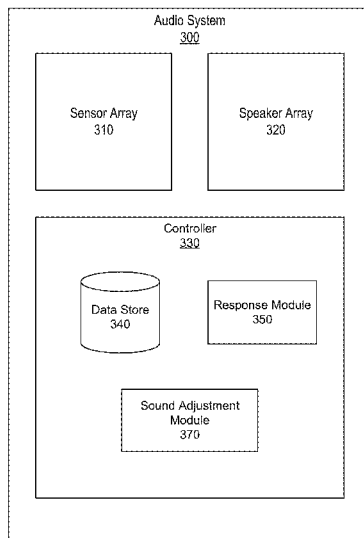 Audio System
300
Sensor Array
310
Speaker Array
320
Controller
330
Data Store
340
Response Module
350
Sound Adjustment
Module
370